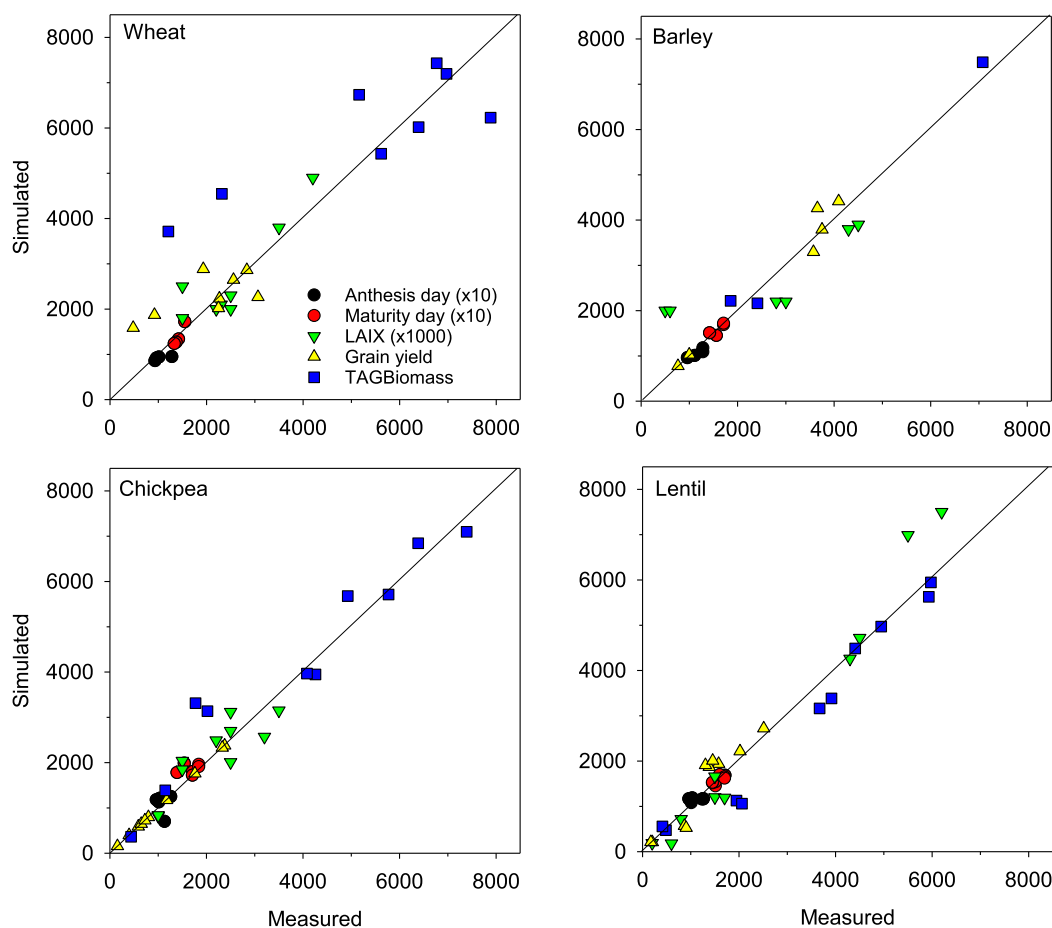 Wheat
8000
6000
4000
2000
0
Simulated
Anthesis day (x10)
Maturity day (x10)
LAIX (x1000)
Grain yield
TAGBiomass
0 2000 4000 6000 8000
Barley
8000
6000
4000
2000
0
0 2000 4000 6000 8000
Chickpea
8000
6000
4000
2000
0
Simulated
0 2000 4000 6000 8000
Measured
Lentil
8000
6000
4000
2000
0
0 2000 4000 6000 8000
Measured